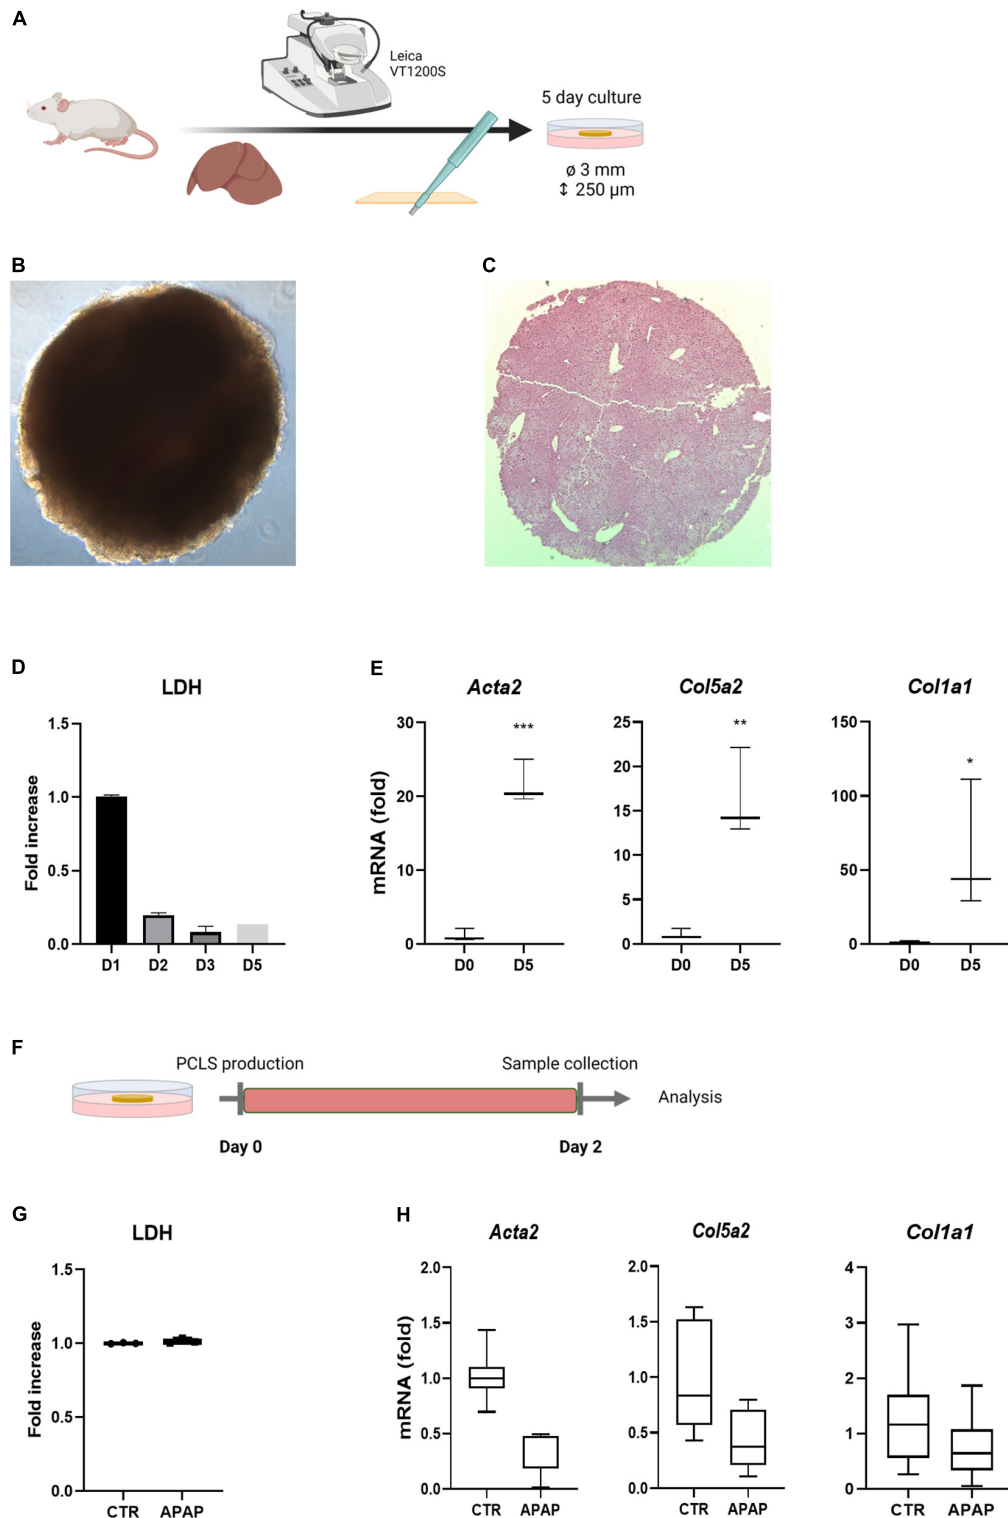 A
Leica
VT1200S
5 day culture
ø 3 mm
↕ 250 µm
B
C
D
LDH
Fold increase
1.5
1.0
0.5
0.0
D1 D2 D3 D5
E
Acta2
mRNA (fold)
30
20
10
0
D0 D5
***
Col5a2
25
20
15
10
5
0
D0 D5
**
Col1a1
150
100
50
0
D0 D5
*
F
PCLS production
Sample collection
Analysis
Day 0
Day 2
G
LDH
Fold increase
1.5
1.0
0.5
0.0
CTR APAP
H
Acta2
mRNA (fold)
2.0
1.5
1.0
0.5
0.0
CTR APAP
Col5a2
2.0
1.5
1.0
0.5
0.0
CTR APAP
Col1a1
4
3
2
1
0
CTR APAP